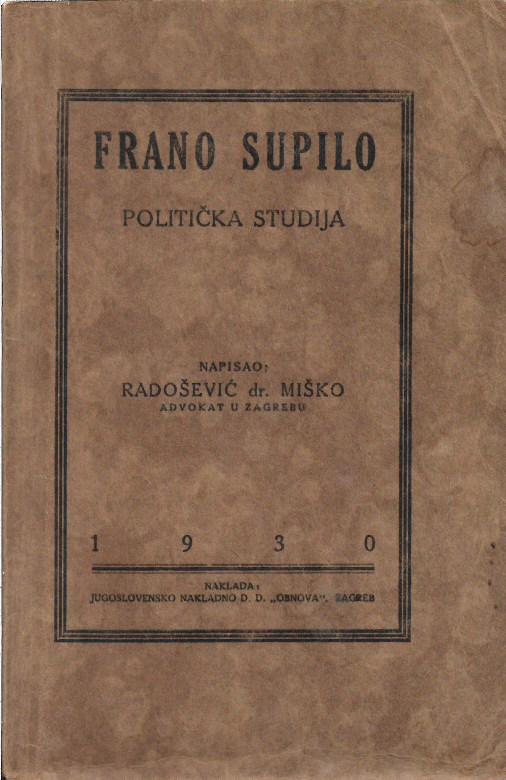 FRANO SUPILO
POLITIČKA STUDIJA
NAPISAO:
RADOŠEVIĆ dr. MIŠKO
ADVOKAT U ZAGREBU
1 9 3 0
NAKLADA:
JUGOSLOVENSKO NAKLADNO D. D. „OBNOVA“, ZAGREB